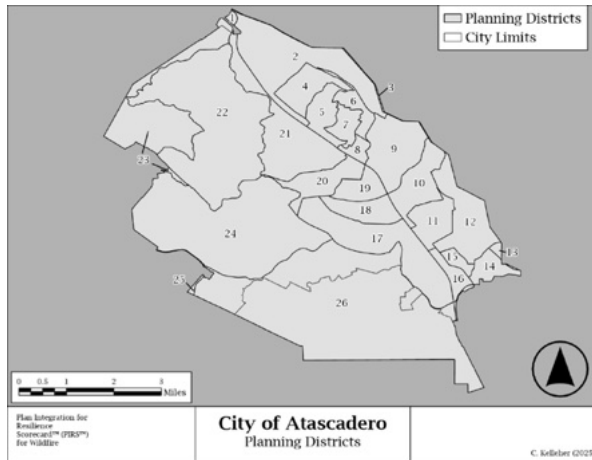 Planning Districts
City Limits
1
2
3
4
5
6
7
8
9
10
11
12
13
14
15
16
17
18
19
20
21
22
23
24
25
26
0 0.5 1 2 3
Miles
Plan Integration for
Resilience
Scorecard™ (PIRS™)
for Wildfire
City of Atascadero
Planning Districts
C. Kelleher (2025)